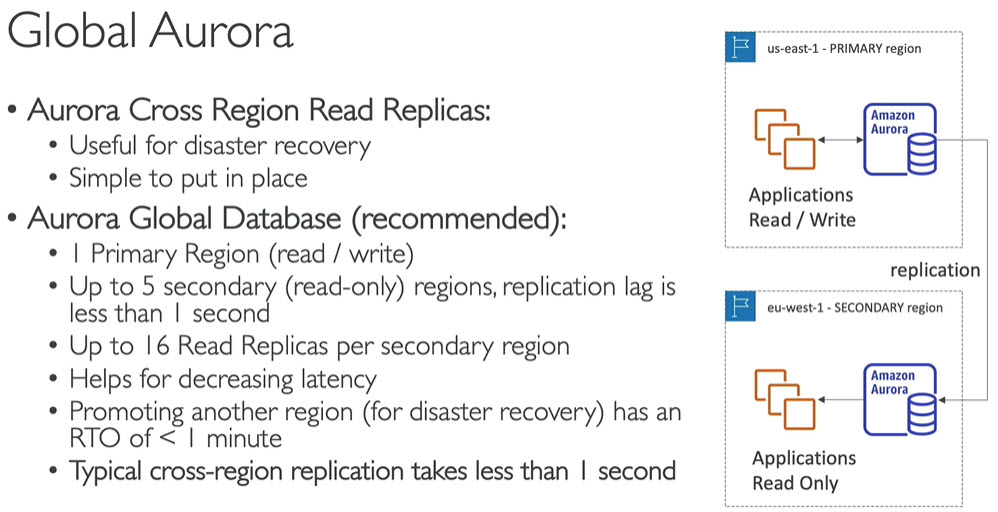 Global Aurora
• Aurora Cross Region Read Replicas:
• Useful for disaster recovery
• Simple to put in place
• Aurora Global Database (recommended):
• 1 Primary Region (read / write)
• Up to 5 secondary (read-only) regions, replication lag is
less than 1 second
• Up to 16 Read Replicas per secondary region
• Helps for decreasing latency
• Promoting another region (for disaster recovery) has an
RTO of < 1 minute
• Typical cross-region replication takes less than 1 second
us-east-1 - PRIMARY region
Amazon
Aurora
Applications
Read / Write
replication
eu-west-1 - SECONDARY region
Amazon
Aurora
Applications
Read Only